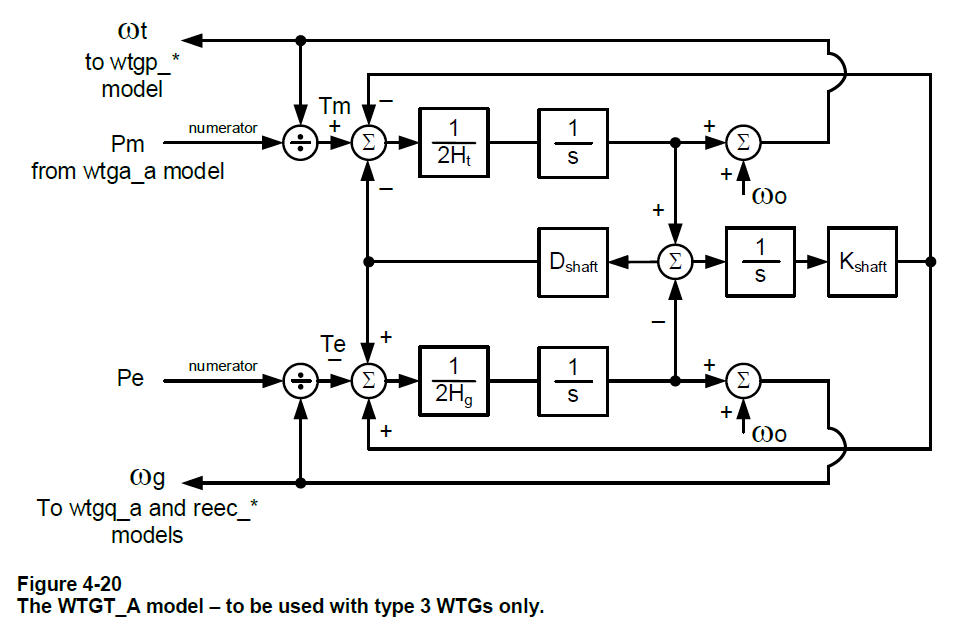 ωt
to wtgp_*
model
Tm
numerator
+
−
Pm
÷
Σ
1
2Ht
1
s
+
Σ
from wtga_a model
−
+
ωo
+
Dshaft
Σ
1
s
Kshaft
−
Te
+
numerator
−
Pe
÷
Σ
1
2Hg
1
s
+
Σ
+
+
ωo
ωg
To wtgq_a and reec_*
models
Figure 4-20
The WTGT_A model – to be used with type 3 WTGs only.